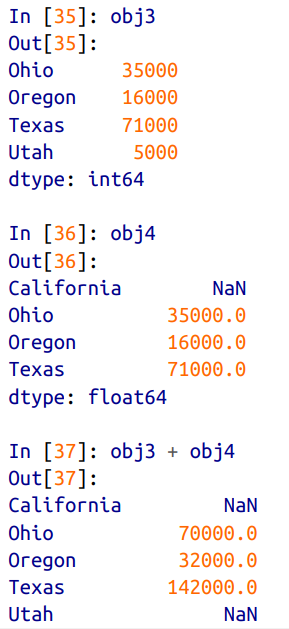 In [35]: obj3
Out[35]:
Ohio      35000
Oregon    16000
Texas     71000
Utah       5000
dtype: int64

In [36]: obj4
Out[36]:
California        NaN
Ohio          35000.0
Oregon        16000.0
Texas         71000.0
dtype: float64

In [37]: obj3 + obj4
Out[37]:
California         NaN
Ohio           70000.0
Oregon         32000.0
Texas         142000.0
Utah               NaN